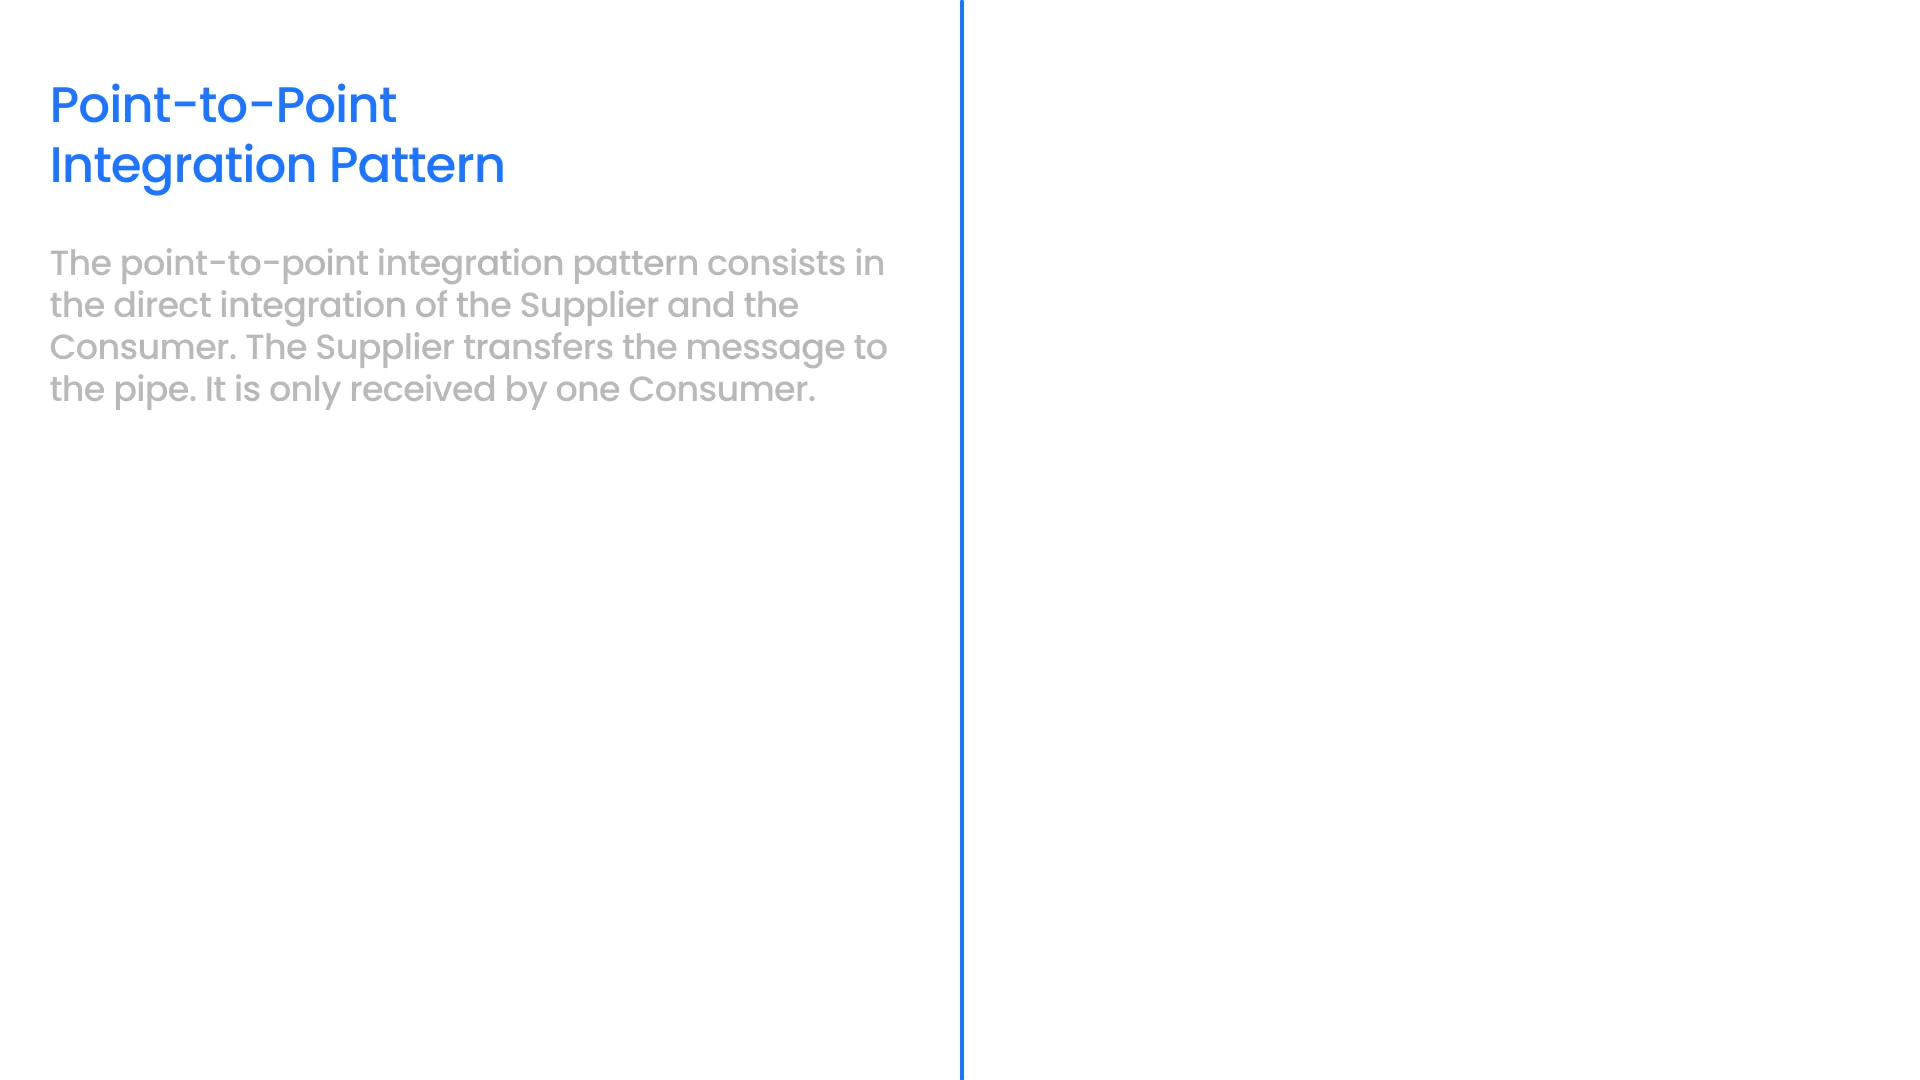 Point-to-Point
Integration Pattern
The point-to-point integration pattern consists in
the direct integration of the Supplier and the
Consumer. The Supplier transfers the message to
the pipe. It is only received by one Consumer.